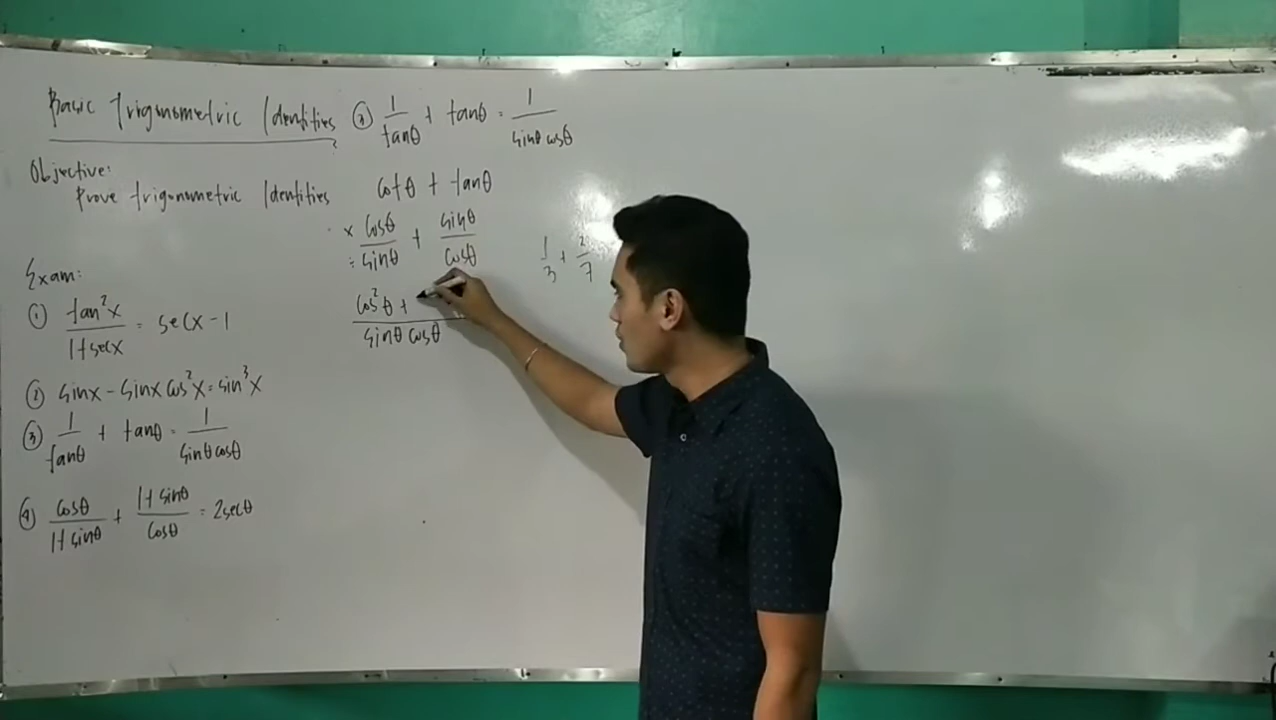 Basic Trigonometric Identities
Objective:
Prove trigonometric Identities
Exam:
① tan²x / 1+secx = secx - 1
② sinx - sinx cos²x = sin³x
③ 1 / tanθ + tanθ = 1 / sinθ cosθ
④ cosθ / 1+sinθ + 1+sinθ / cosθ = 2secθ
③ 1 / tanθ + tanθ = 1 / sinθ cosθ
cotθ + tanθ
× cosθ / ÷ sinθ + sinθ / cosθ
cos²θ + / sinθ cosθ
1/3 + 2/7